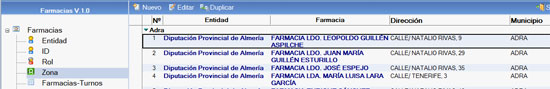 Farmacias V.1.0
Nuevo Editar Duplicar
Farmacias
Entidad
ID
Rol
Zona
Farmacias-Turnos
Nº Entidad Farmacia Dirección Municipio
Adra
1 Diputación Provincial de Almería FARMACIA LDO. LEOPOLDO GUILLÉN ASPILCHE CALLE/ NATALIO RIVAS, 9 ADRA
2 Diputación Provincial de Almería FARMACIA LDO. JUAN MARÍA GUILLÉN ESTURILLO CALLE/ NATALIO RIVAS, 29 ADRA
3 Diputación Provincial de Almería FARMACIA LDO. JOSÉ ESPEJO CALLE/ NATALIO RIVAS, 35 ADRA
4 Diputación Provincial de Almería FARMACIA LDA. MARÍA LUISA LARA GARCÍA CALLE/ TENERIFE, 3 ADRA